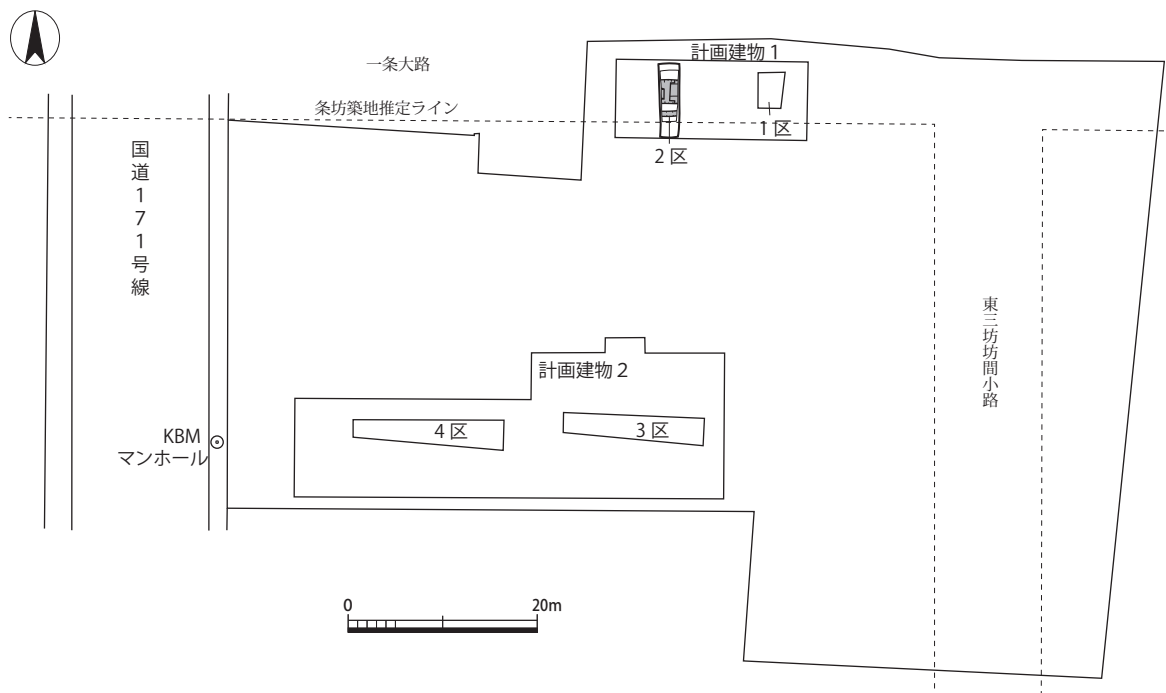 一条大路
計画建物 1
条坊築地推定ライン
1 区
2 区
国道171号線
東三坊坊間小路
計画建物 2
4 区
3 区
KBM
マンホール
0
20m